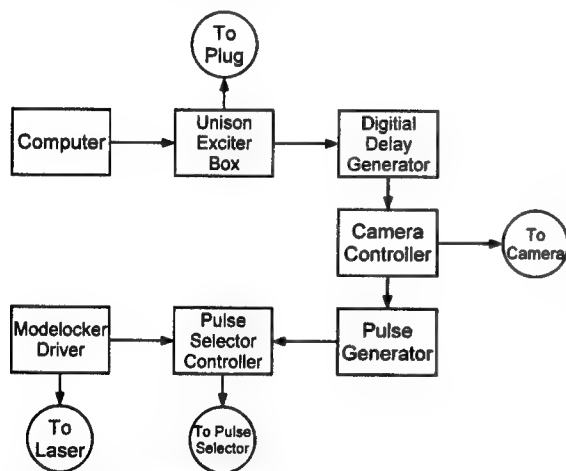 To
Plug
Computer
Unison
Exciter
Box
Digitial
Delay
Generator
Camera
Controller
To
Camera
Modelocker
Driver
Pulse
Selector
Controller
Pulse
Generator
To
Laser
To Pulse
Selector